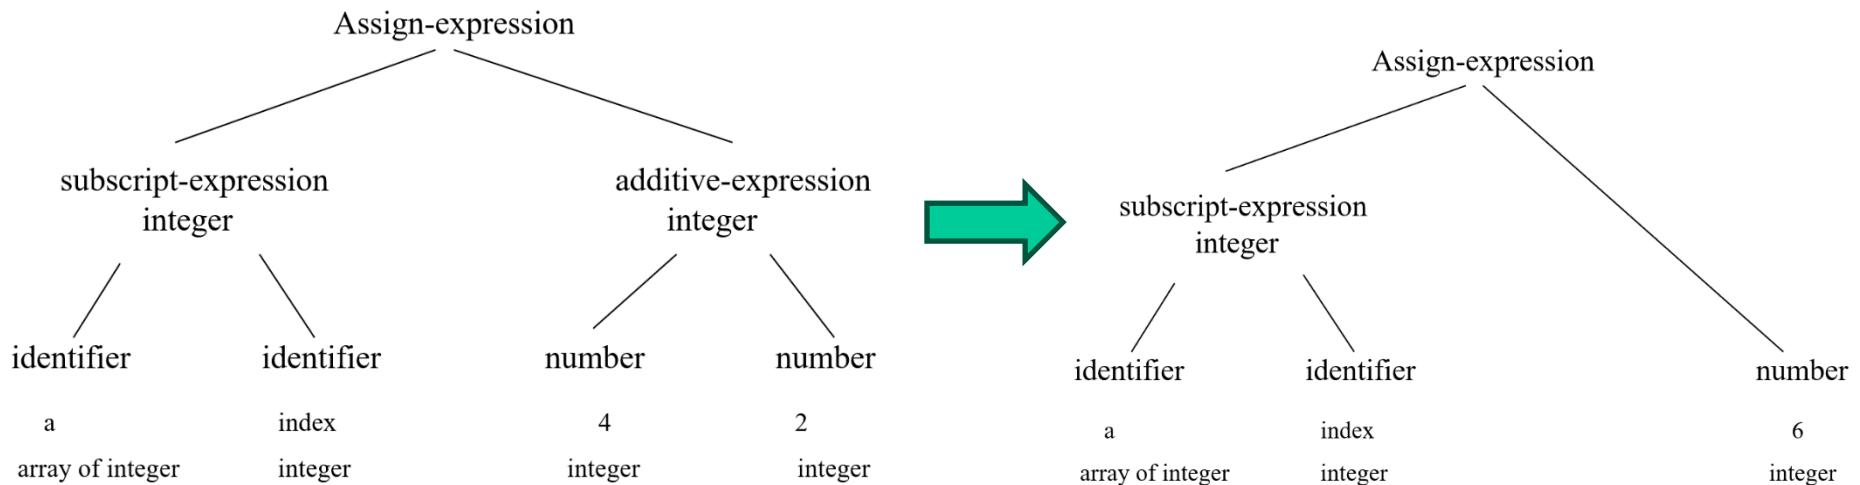 Assign-expression
subscript-expression
integer
additive-expression
integer
identifier
identifier
number
number
a
index
4
2
array of integer
integer
integer
integer
Assign-expression
subscript-expression
integer
identifier
identifier
number
a
index
6
array of integer
integer
integer